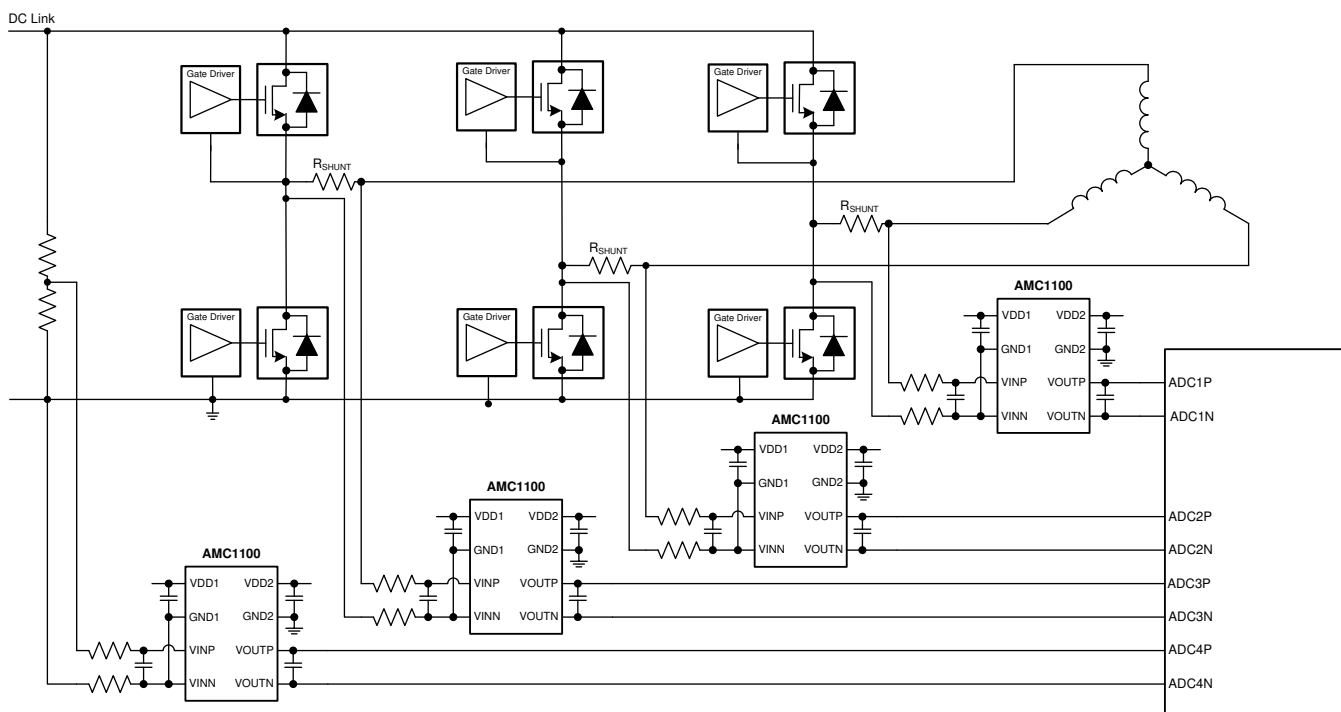 DC Link
Gate Driver
Gate Driver
Gate Driver
RSHUNT
RSHUNT
RSHUNT
Gate Driver
Gate Driver
Gate Driver
AMC1100
VDD1 VDD2
GND1 GND2
VINP VOUTP
VINN VOUTN
ADC1P
ADC1N
AMC1100
VDD1 VDD2
GND1 GND2
VINP VOUTP
VINN VOUTN
ADC2P
ADC2N
AMC1100
VDD1 VDD2
GND1 GND2
VINP VOUTP
VINN VOUTN
ADC3P
ADC3N
AMC1100
VDD1 VDD2
GND1 GND2
VINP VOUTP
VINN VOUTN
ADC4P
ADC4N